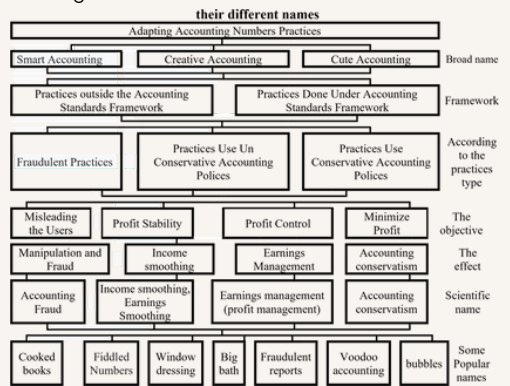 their different names
Adapting Accounting Numbers Practices
Smart Accounting
Creative Accounting
Cute Accounting
Broad name
Practices outside the Accounting
Standards Framework
Practices Done Under Accounting
Standards Framework
Framework
Fraudulent Practices
Practices Use Un
Conservative Accounting
Polices
Practices Use
Conservative Accounting
Polices
According
to the
practices
type
Misleading
the Users
Profit Stability
Profit Control
Minimize
Profit
The
objective
Manipulation and
Fraud
Income
smoothing
Earnings
Management
Accounting
conservatism
The
effect
Accounting
Fraud
Income smoothing,
Earnings
Smoothing
Earnings management
(profit management)
Accounting
conservatism
Scientific
name
Cooked
books
Fiddled
Numbers
Window
dressing
Big
bath
Fraudulent
reports
Voodoo
accounting
bubbles
Some
Popular
names